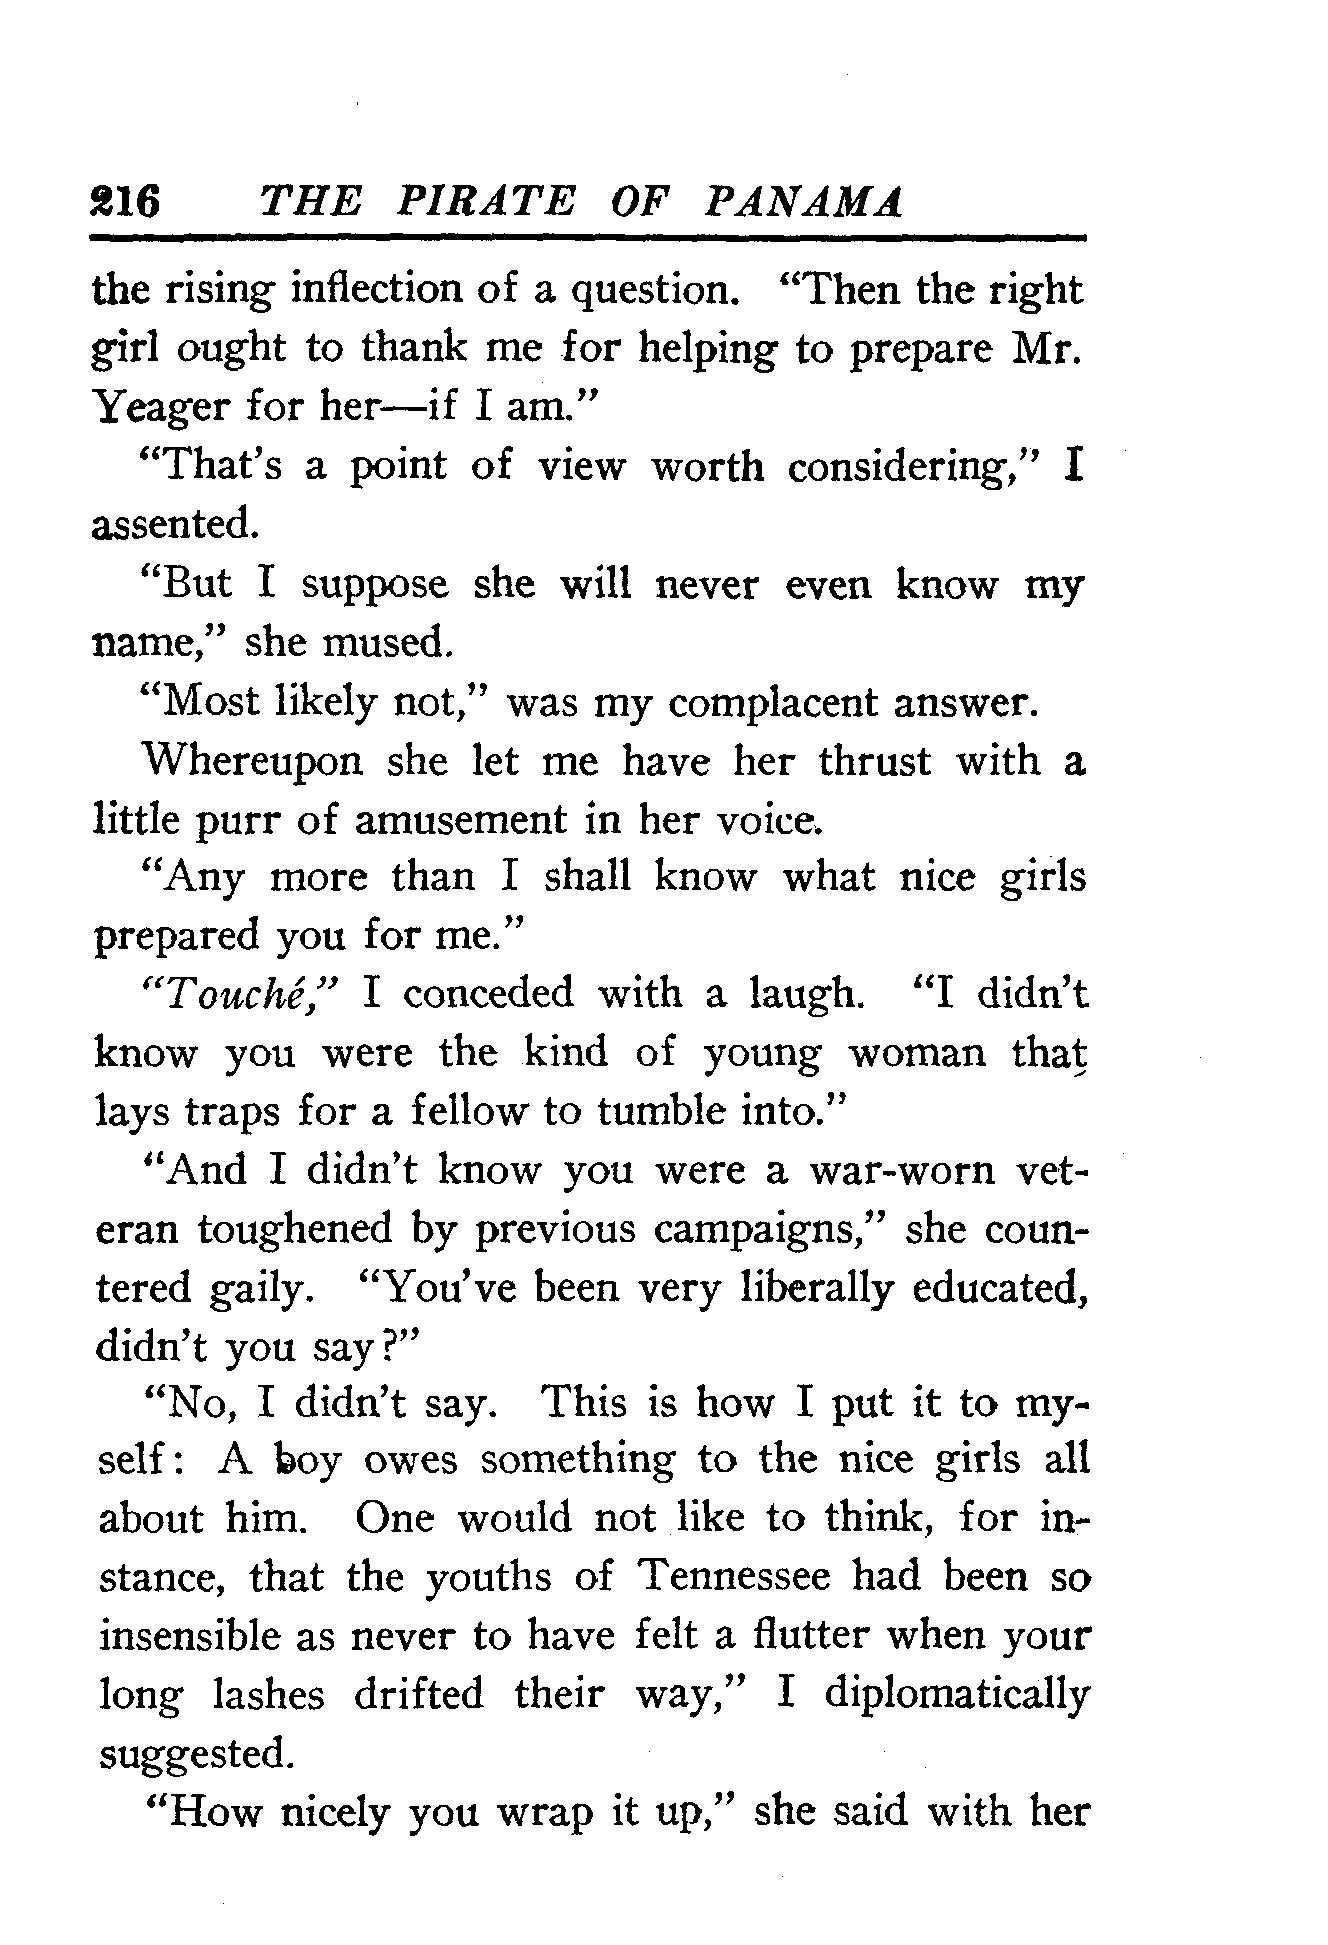 216 THE PIRATE OF PANAMA
the rising inflection of a question. “Then the right
girl ought to thank me for helping to prepare Mr.
Yeager for her—if I am.”
“That’s a point of view worth considering,” I
assented.
“But I suppose she will never even know my
name,” she mused.
“Most likely not,” was my complacent answer.
Whereupon she let me have her thrust with a
little purr of amusement in her voice.
“Any more than I shall know what nice girls
prepared you for me.”
“Touché,” I conceded with a laugh. “I didn’t
know you were the kind of young woman that
lays traps for a fellow to tumble into.”
“And I didn’t know you were a war-worn vet-
eran toughened by previous campaigns,” she coun-
tered gaily. “You’ve been very liberally educated,
didn’t you say?”
“No, I didn’t say. This is how I put it to my-
self: A boy owes something to the nice girls all
about him. One would not like to think, for in-
stance, that the youths of Tennessee had been so
insensible as never to have felt a flutter when your
long lashes drifted their way,” I diplomatically
suggested.
“How nicely you wrap it up,” she said with her